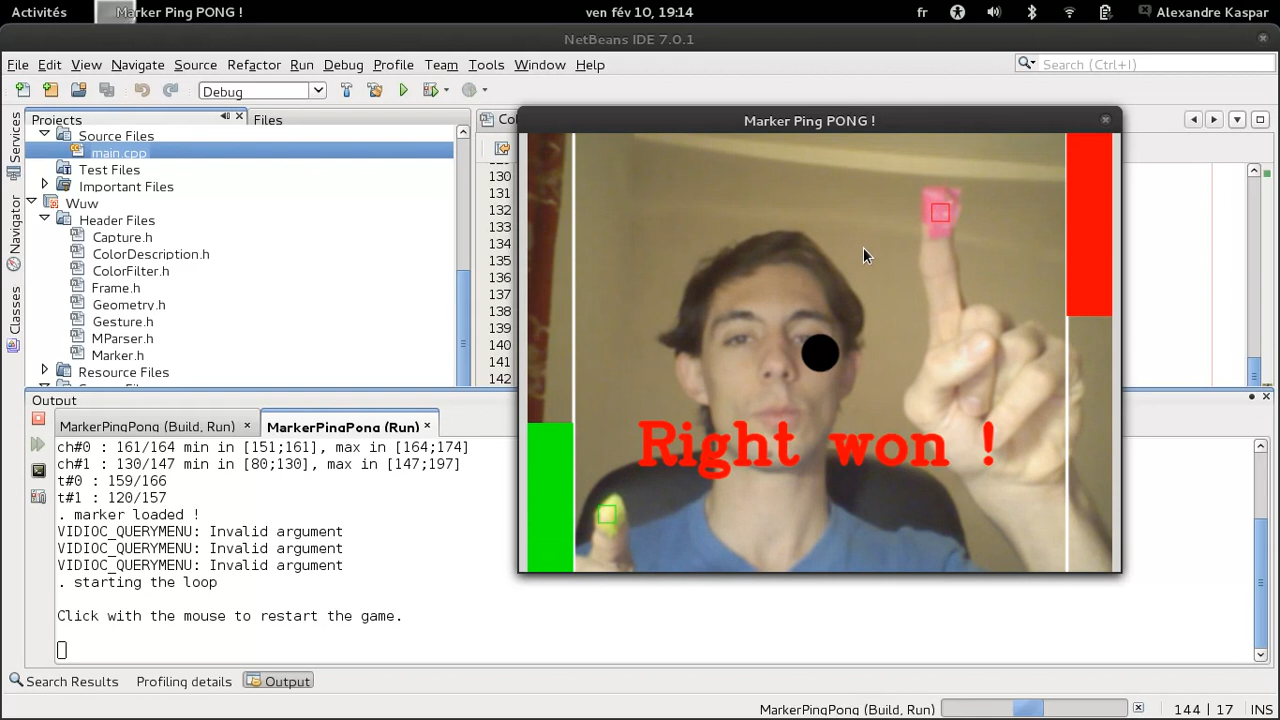 Activités Marker Ping PONG ! ven fév 10, 19:14 fr Alexandre Kaspar
NetBeans IDE 7.0.1
File Edit View Navigate Source Refactor Run Debug Profile Team Tools Window Help Search (Ctrl+I)
Debug
Projects Files
Services
Navigator
Classes
Source Files
main.cpp
Test Files
Important Files
Wuw
Header Files
Capture.h
ColorDescription.h
ColorFilter.h
Frame.h
Geometry.h
Gesture.h
MParser.h
Marker.h
Resource Files
130
131
132
133
134
135
136
137
138
139
140
141
142
Marker Ping PONG !
Right won !
Output
MarkerPingPong (Build, Run) MarkerPingPong (Run)
ch#0 : 161/164 min in [151;161], max in [164;174]
ch#1 : 130/147 min in [80;130], max in [147;197]
t#0 : 159/166
t#1 : 120/157
. marker loaded !
VIDIOC_QUERYMENU: Invalid argument
VIDIOC_QUERYMENU: Invalid argument
VIDIOC_QUERYMENU: Invalid argument
. starting the loop
Click with the mouse to restart the game.
Search Results Profiling details Output
MarkerPingPong (Build, Run) 144 | 17 INS